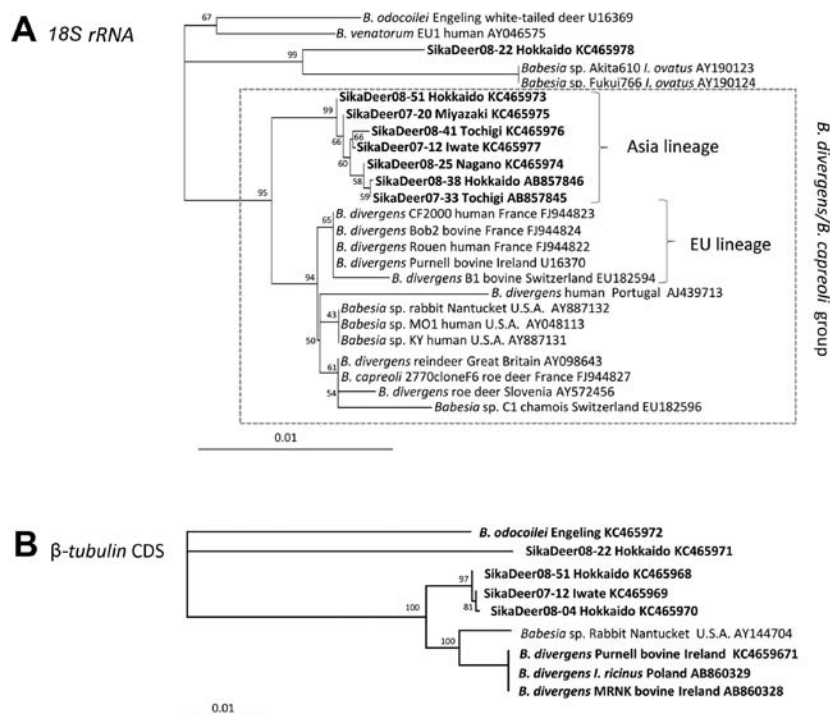 A
18S rRNA
67
B. odocoilei Engeling white-tailed deer U16369
B. venatorum EU1 human AY046575
99
SikaDeer08-22 Hokkaido KC465978
Babesia sp. Akita610 I. ovatus AY190123
Babesia sp. Fukui766 I. ovatus AY190124
95
99
SikaDeer08-51 Hokkaido KC465973
SikaDeer07-20 Miyazaki KC465975
66
SikaDeer08-41 Tochigi KC465976
66
SikaDeer07-12 Iwate KC465977
60
SikaDeer08-25 Nagano KC465974
58
SikaDeer08-38 Hokkaido AB857846
59
SikaDeer07-33 Tochigi AB857845
Asia lineage
94
65
B. divergens CF2000 human France FJ944823
B. divergens Bob2 bovine France FJ944824
B. divergens Rouen human France FJ944822
B. divergens Purnell bovine Ireland U16370
B. divergens B1 bovine Switzerland EU182594
EU lineage
B. divergens human Portugal AJ439713
43
Babesia sp. rabbit Nantucket U.S.A. AY887132
Babesia sp. MO1 human U.S.A. AY048113
Babesia sp. KY human U.S.A. AY887131
50
61
B. divergens reindeer Great Britain AY098643
B. capreoli 2770cloneF6 roe deer France FJ944827
54
B. divergens roe deer Slovenia AY572456
Babesia sp. C1 chamois Switzerland EU182596
B. divergens/B. capreoli group
0.01
B
β-tubulin CDS
B. odocoilei Engeling KC465972
SikaDeer08-22 Hokkaido KC465971
100
97
SikaDeer08-51 Hokkaido KC465968
SikaDeer07-12 Iwate KC465969
81
SikaDeer08-04 Hokkaido KC465970
100
Babesia sp. Rabbit Nantucket U.S.A. AY144704
B. divergens Purnell bovine Ireland KC4659671
B. divergens I. ricinus Poland AB860329
B. divergens MRNK bovine Ireland AB860328
0.01